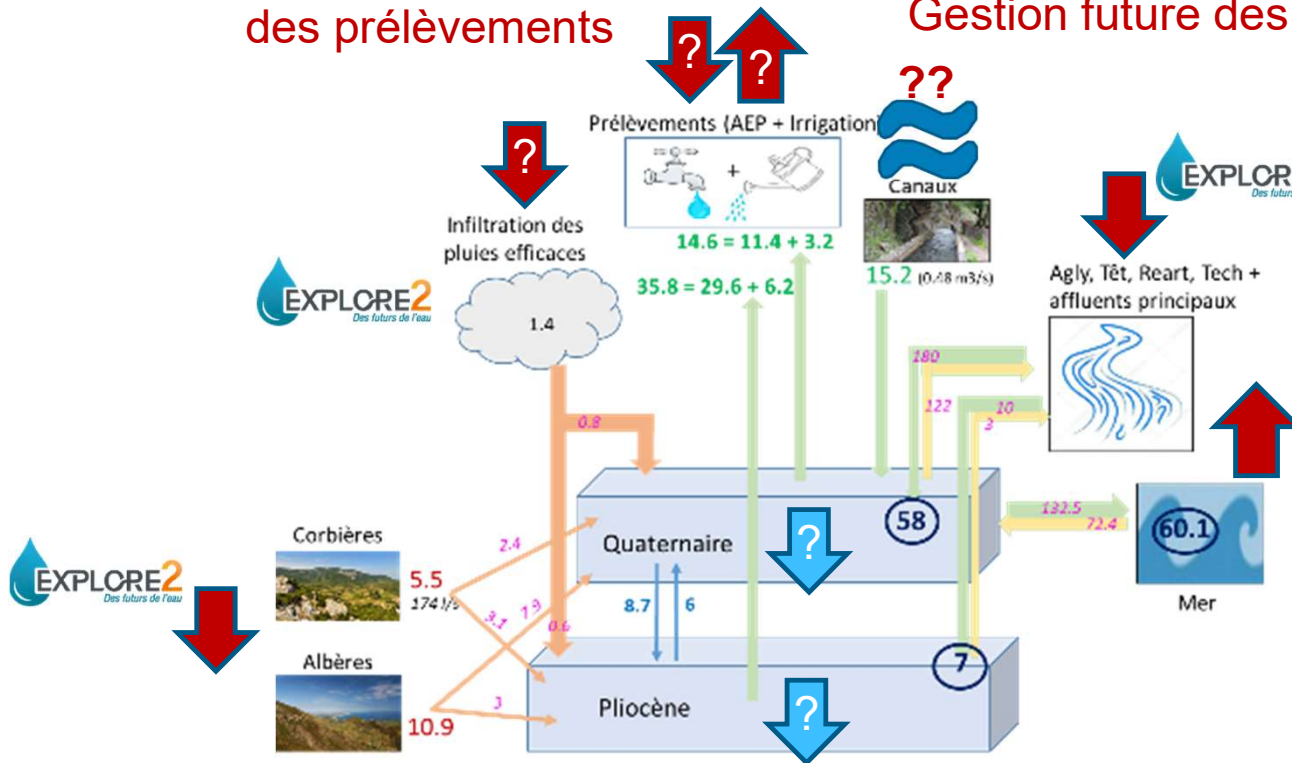 des prélèvements
Gestion future des
?
?
??
Prélèvements (AEP + Irrigation)
+
Canaux
?
Infiltration des
pluies efficaces
14.6 = 11.4 + 3.2
35.8 = 29.6 + 6.2
15.2 (0.48 m3/s)
EXPLOR
Des futurs
Agly, Têt, Reart, Tech +
affluents principaux
EXPLORE2
Des futurs de l'eau
1.4
180
122
10
3
0.8
58
132.5
72.4
60.1
Mer
Corbières
2.4
Quaternaire
?
EXPLORE2
Des futurs de l'eau
5.5
174 l/s
3.1
7.9
0.6
8.7
6
Albères
7
3
Pliocène
?
10.9